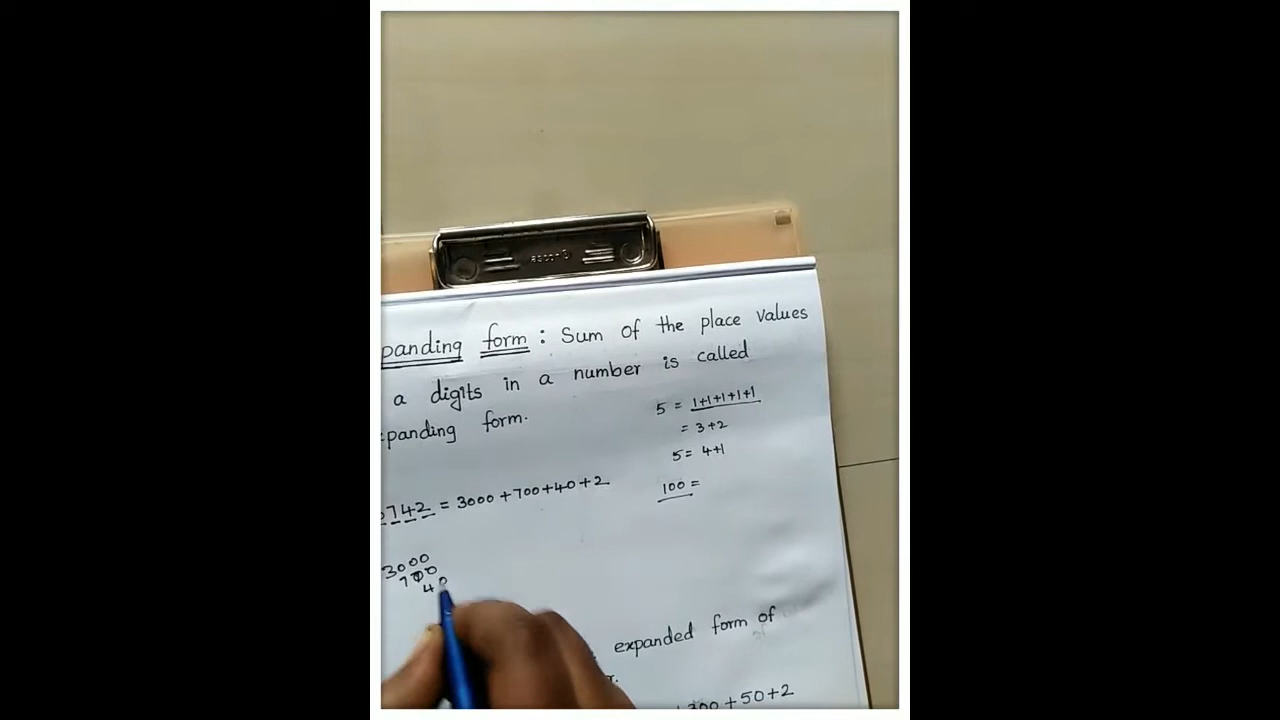 panding form : Sum of the place values
a digits in a number is called
panding form.
5 = 1+1+1+1+1
= 3+2
5= 4+1
100 =
742 = 3000 +700+40+2
3000
700
40
expanded form of
300 +50+2